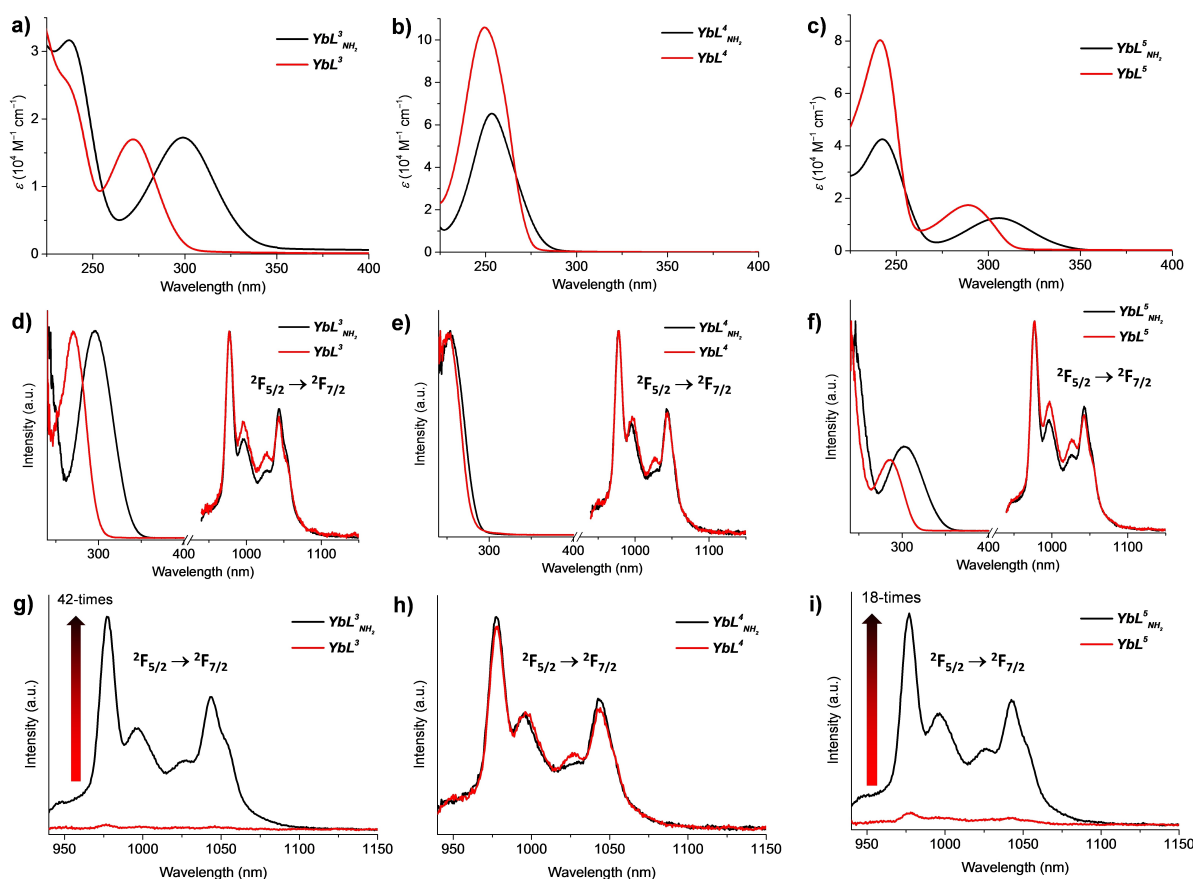 a)
YbL³NH₂
YbL³
ε (10⁴ M⁻¹ cm⁻¹)
3
2
1
0
250 300 350 400
Wavelength (nm)
b)
YbL⁴NH₂
YbL⁴
ε (10⁴ M⁻¹ cm⁻¹)
10
8
6
4
2
0
250 300 350 400
Wavelength (nm)
c)
YbL⁵NH₂
YbL⁵
ε (10⁴ M⁻¹ cm⁻¹)
8
6
4
2
0
250 300 350 400
Wavelength (nm)
d)
YbL³NH₂
YbL³
²F₅/₂ → ²F₇/₂
Intensity (a.u.)
300 400 1000 1100
Wavelength (nm)
e)
YbL⁴NH₂
YbL⁴
²F₅/₂ → ²F₇/₂
Intensity (a.u.)
300 400 1000 1100
Wavelength (nm)
f)
YbL⁵NH₂
YbL⁵
²F₅/₂ → ²F₇/₂
Intensity (a.u.)
300 400 1000 1100
Wavelength (nm)
g)
42-times
YbL³NH₂
YbL³
²F₅/₂ → ²F₇/₂
Intensity (a.u.)
950 1000 1050 1100 1150
Wavelength (nm)
h)
YbL⁴NH₂
YbL⁴
²F₅/₂ → ²F₇/₂
Intensity (a.u.)
950 1000 1050 1100 1150
Wavelength (nm)
i)
18-times
YbL⁵NH₂
YbL⁵
²F₅/₂ → ²F₇/₂
Intensity (a.u.)
950 1000 1050 1100 1150
Wavelength (nm)